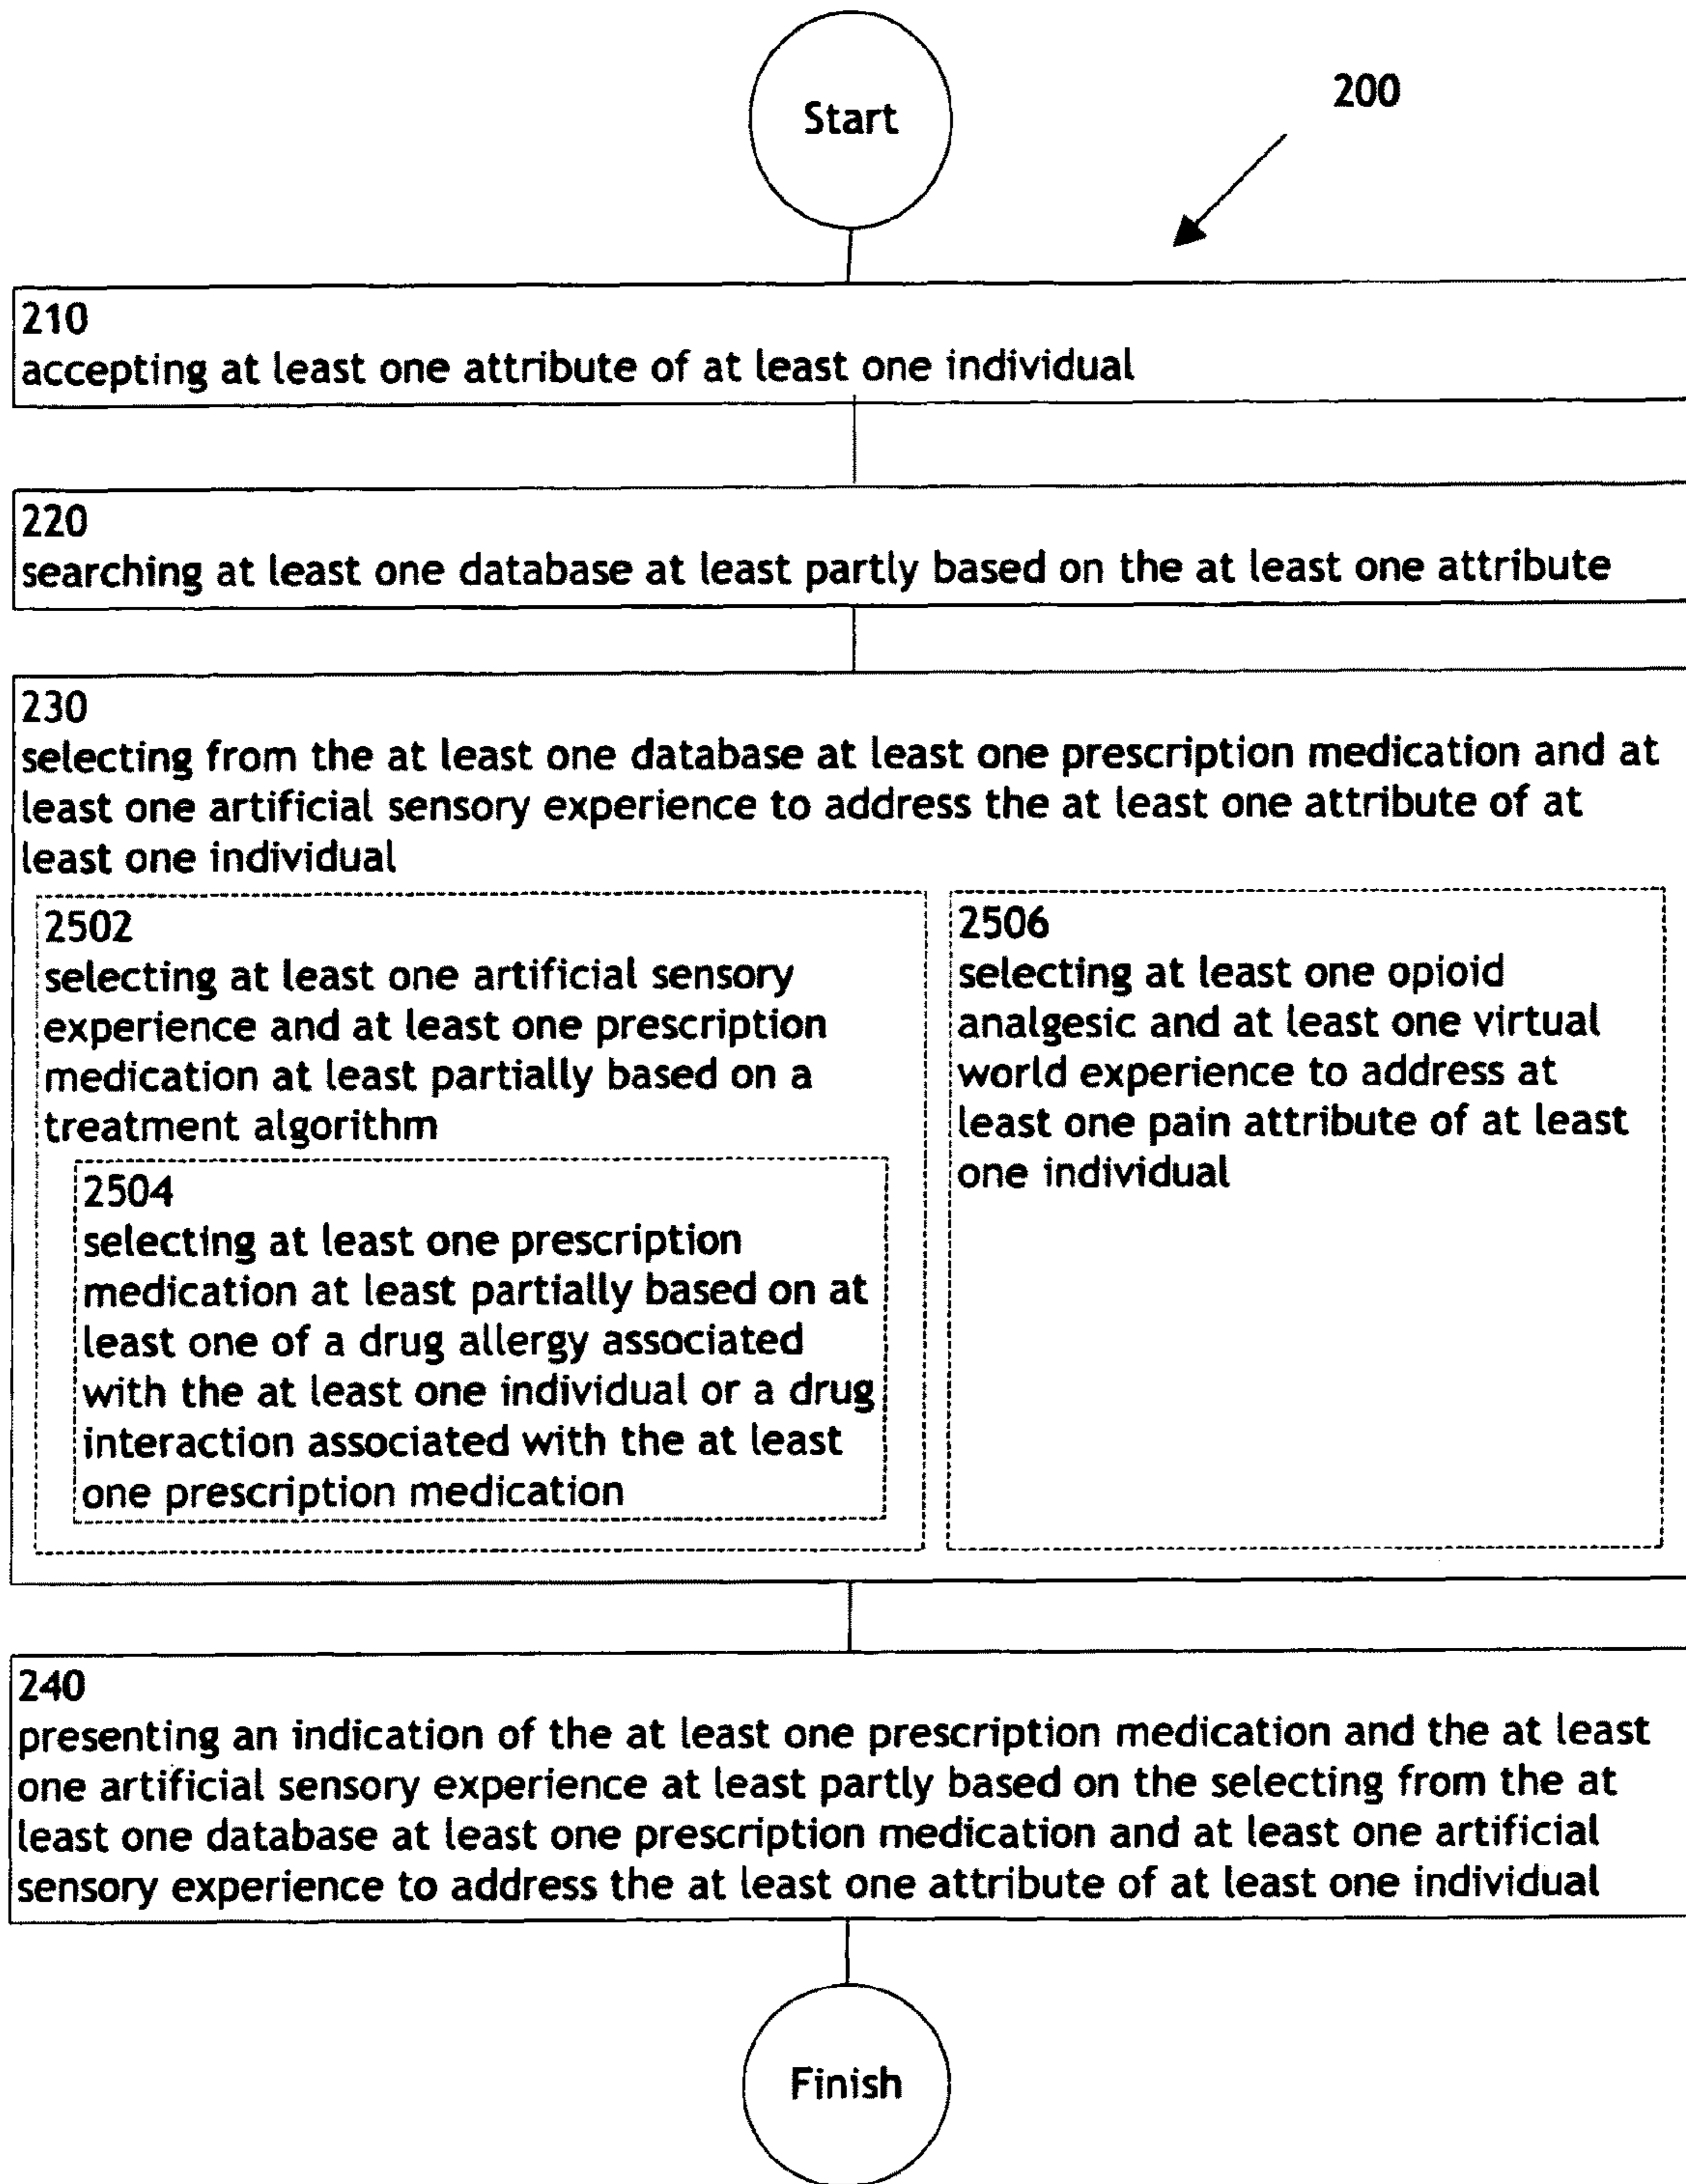 Start
200
210
accepting at least one attribute of at least one individual
220
searching at least one database at least partly based on the at least one attribute
230
selecting from the at least one database at least one prescription medication and at
least one artificial sensory experience to address the at least one attribute of at
least one individual
2502
selecting at least one artificial sensory
experience and at least one prescription
medication at least partially based on a
treatment algorithm
2504
selecting at least one prescription
medication at least partially based on at
least one of a drug allergy associated
with the at least one individual or a drug
interaction associated with the at least
one prescription medication
2506
selecting at least one opioid
analgesic and at least one virtual
world experience to address at
least one pain attribute of at least
one individual
240
presenting an indication of the at least one prescription medication and the at least
one artificial sensory experience at least partly based on the selecting from the at
least one database at least one prescription medication and at least one artificial
sensory experience to address the at least one attribute of at least one individual
Finish